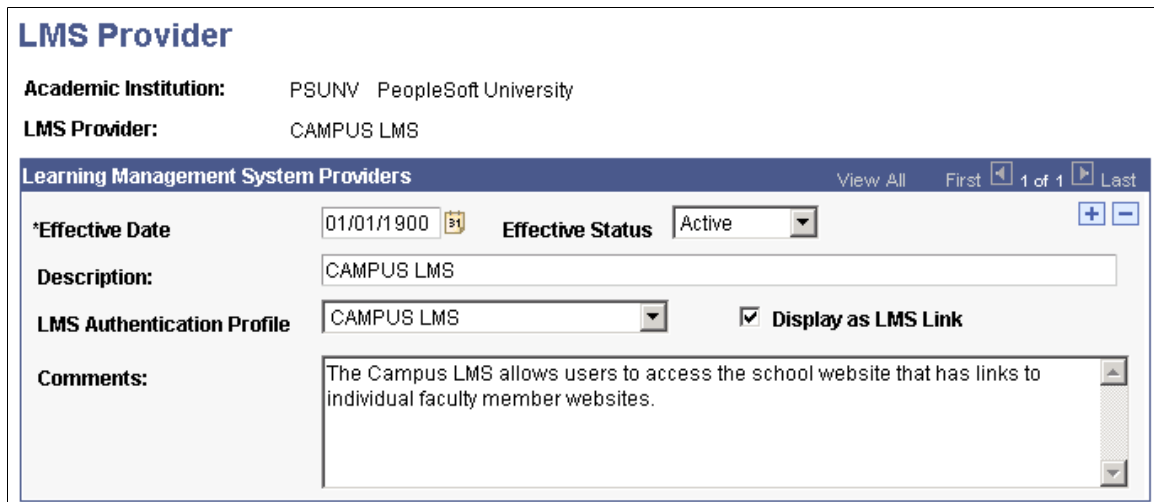 LMS Provider
Academic Institution: PSUNV PeopleSoft University
LMS Provider: CAMPUS LMS
Learning Management System Providers View All First 1 of 1 Last
*Effective Date 01/01/1900 31 Effective Status Active + −
Description: CAMPUS LMS
LMS Authentication Profile CAMPUS LMS Display as LMS Link
Comments: The Campus LMS allows users to access the school website that has links to
individual faculty member websites.